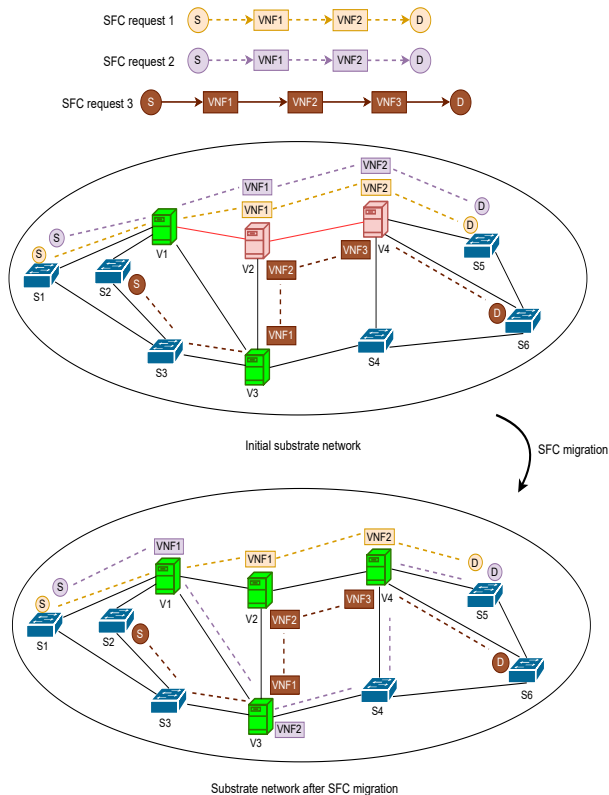 SFC request 1 S VNF1 VNF2 D
SFC request 2 S VNF1 VNF2 D
SFC request 3 S VNF1 VNF2 VNF3 D
VNF2
VNF1
VNF2
D
S
VNF1
D
S
V1
V2
V4
VNF3
S5
S1
S2
S
VNF2
D
VNF1
S3
S4
S6
V3
Initial substrate network
SFC migration
VNF1
VNF2
VNF1
D
S
D
S
V1
V2
V4
VNF3
S5
S1
S2
S
VNF2
D
VNF1
S6
S3
S4
V3
VNF2
Substrate network after SFC migration